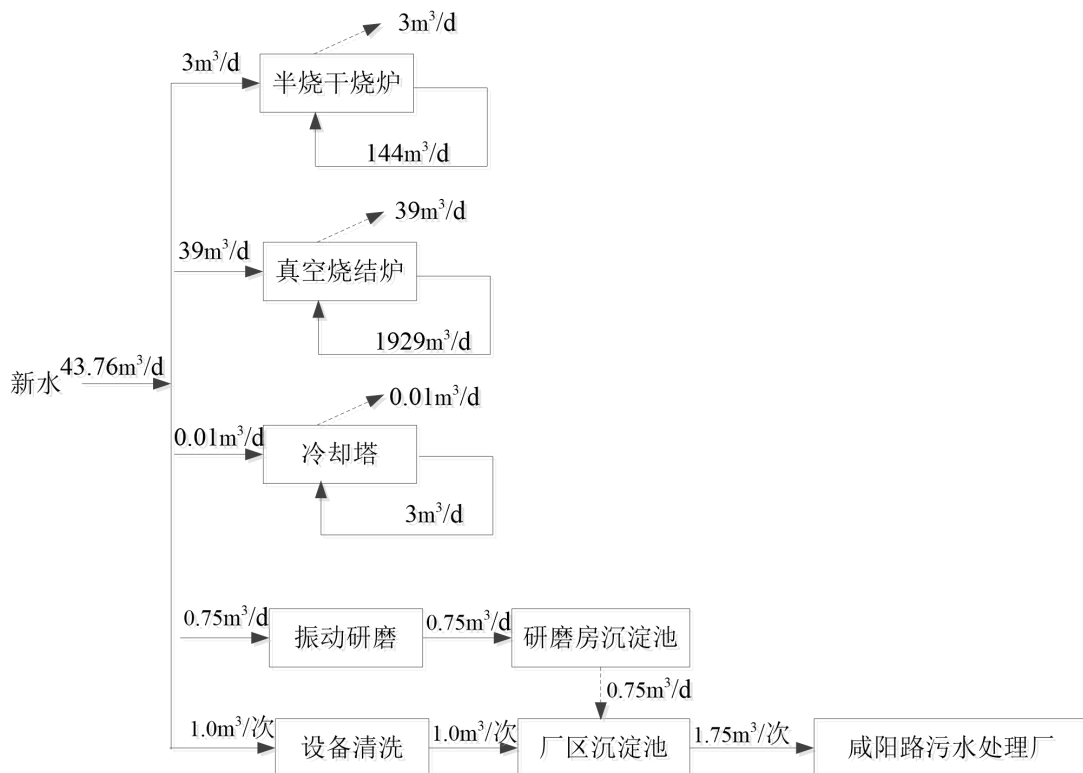 3m³/d
3m³/d
半烧干烧炉
144m³/d
39m³/d
39m³/d
真空烧结炉
1929m³/d
新水
43.76m³/d
0.01m³/d
0.01m³/d
冷却塔
3m³/d
0.75m³/d
振动研磨
0.75m³/d
研磨房沉淀池
0.75m³/d
1.0m³/次
设备清洗
1.0m³/次
厂区沉淀池
1.75m³/次
咸阳路污水处理厂